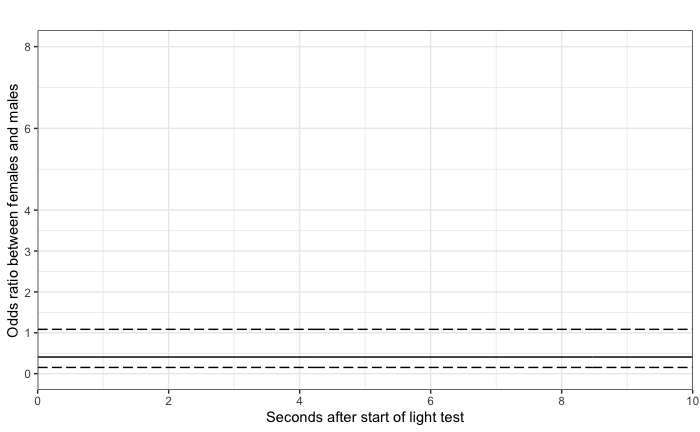 Odds ratio between females and males
8
6
4
3
2
1
0
0 2 4 6 8 10
Seconds after start of light test